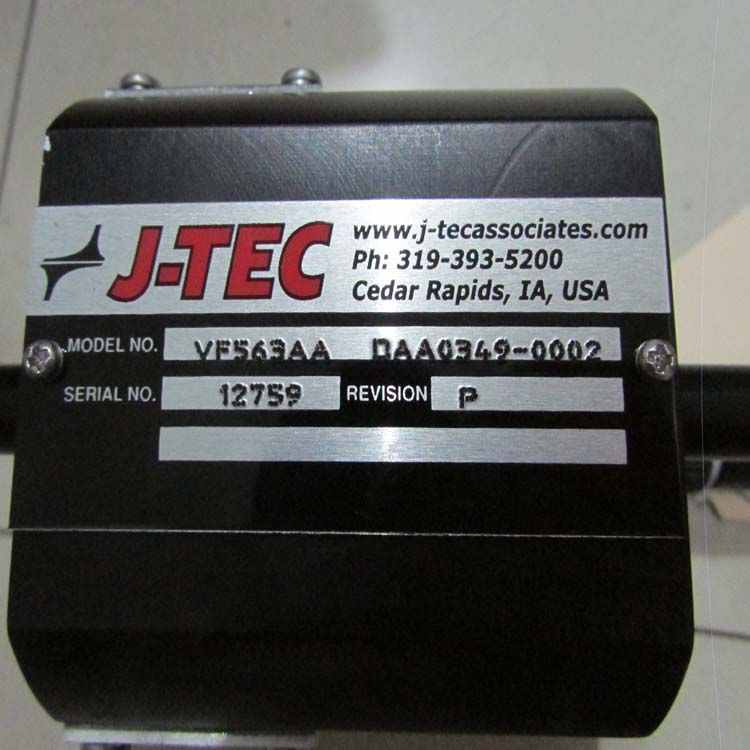 J-TEC
www.j-tecassociates.com
Ph: 319-393-5200
Cedar Rapids, IA, USA
MODEL NO. VF563AA DAA0349-0002
SERIAL NO. 12759 REVISION P